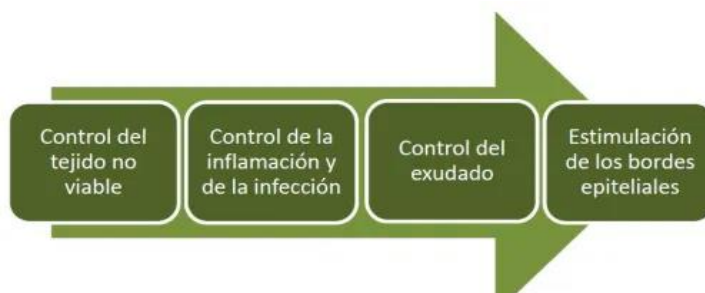 Control del
tejido no
viable
Control de la
inflamación y
de la infección
Control del
exudado
Estimulación
de los bordes
epiteliales